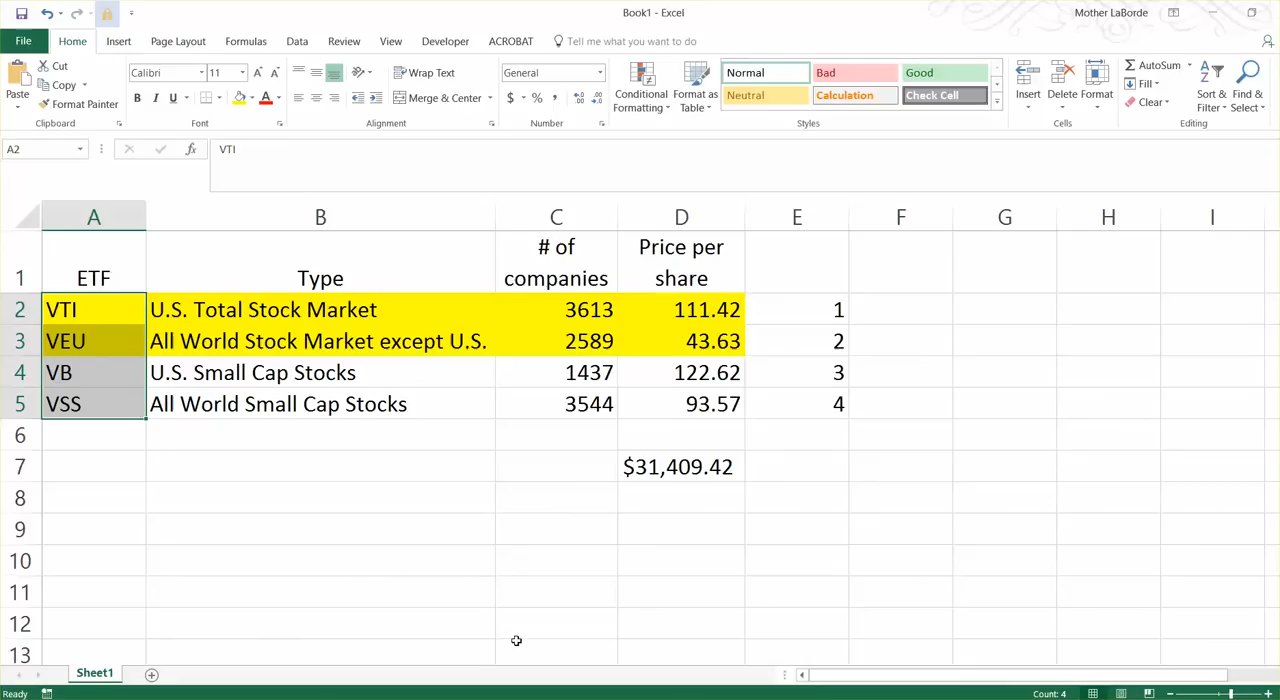 Book1 - Excel
Mother LaBorde
File Home Insert Page Layout Formulas Data Review View Developer ACROBAT Tell me what you want to do
Paste
Cut
Copy
Format Painter
Clipboard
Calibri 11
A A
B I U A
Font
Wrap Text
Merge & Center
Alignment
General
$ % ,
Number
Conditional
Formatting
Format as
Table
Normal Bad Good
Neutral Calculation Check Cell
Styles
Insert Delete Format
Cells
AutoSum
Fill
Clear
Sort &
Filter
Find &
Select
Editing
A2 fx VTI
A B C D E F G H I
1 ETF Type # of companies Price per share
2 VTI U.S. Total Stock Market 3613 111.42 1
3 VEU All World Stock Market except U.S. 2589 43.63 2
4 VB U.S. Small Cap Stocks 1437 122.62 3
5 VSS All World Small Cap Stocks 3544 93.57 4
6
7 $31,409.42
8
9
10
11
12
13
Sheet1
Ready Count: 4